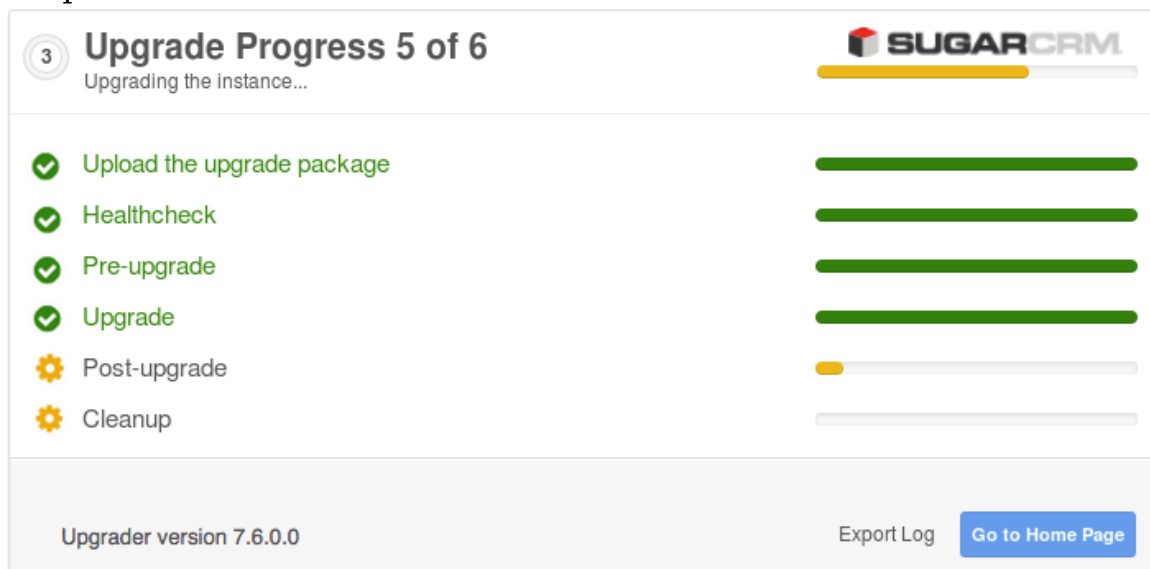 3
Upgrade Progress 5 of 6
SUGARCRM.
Upgrading the instance...
Upload the upgrade package
Healthcheck
Pre-upgrade
Upgrade
Post-upgrade
Cleanup
Upgrader version 7.6.0.0
Export Log
Go to Home Page